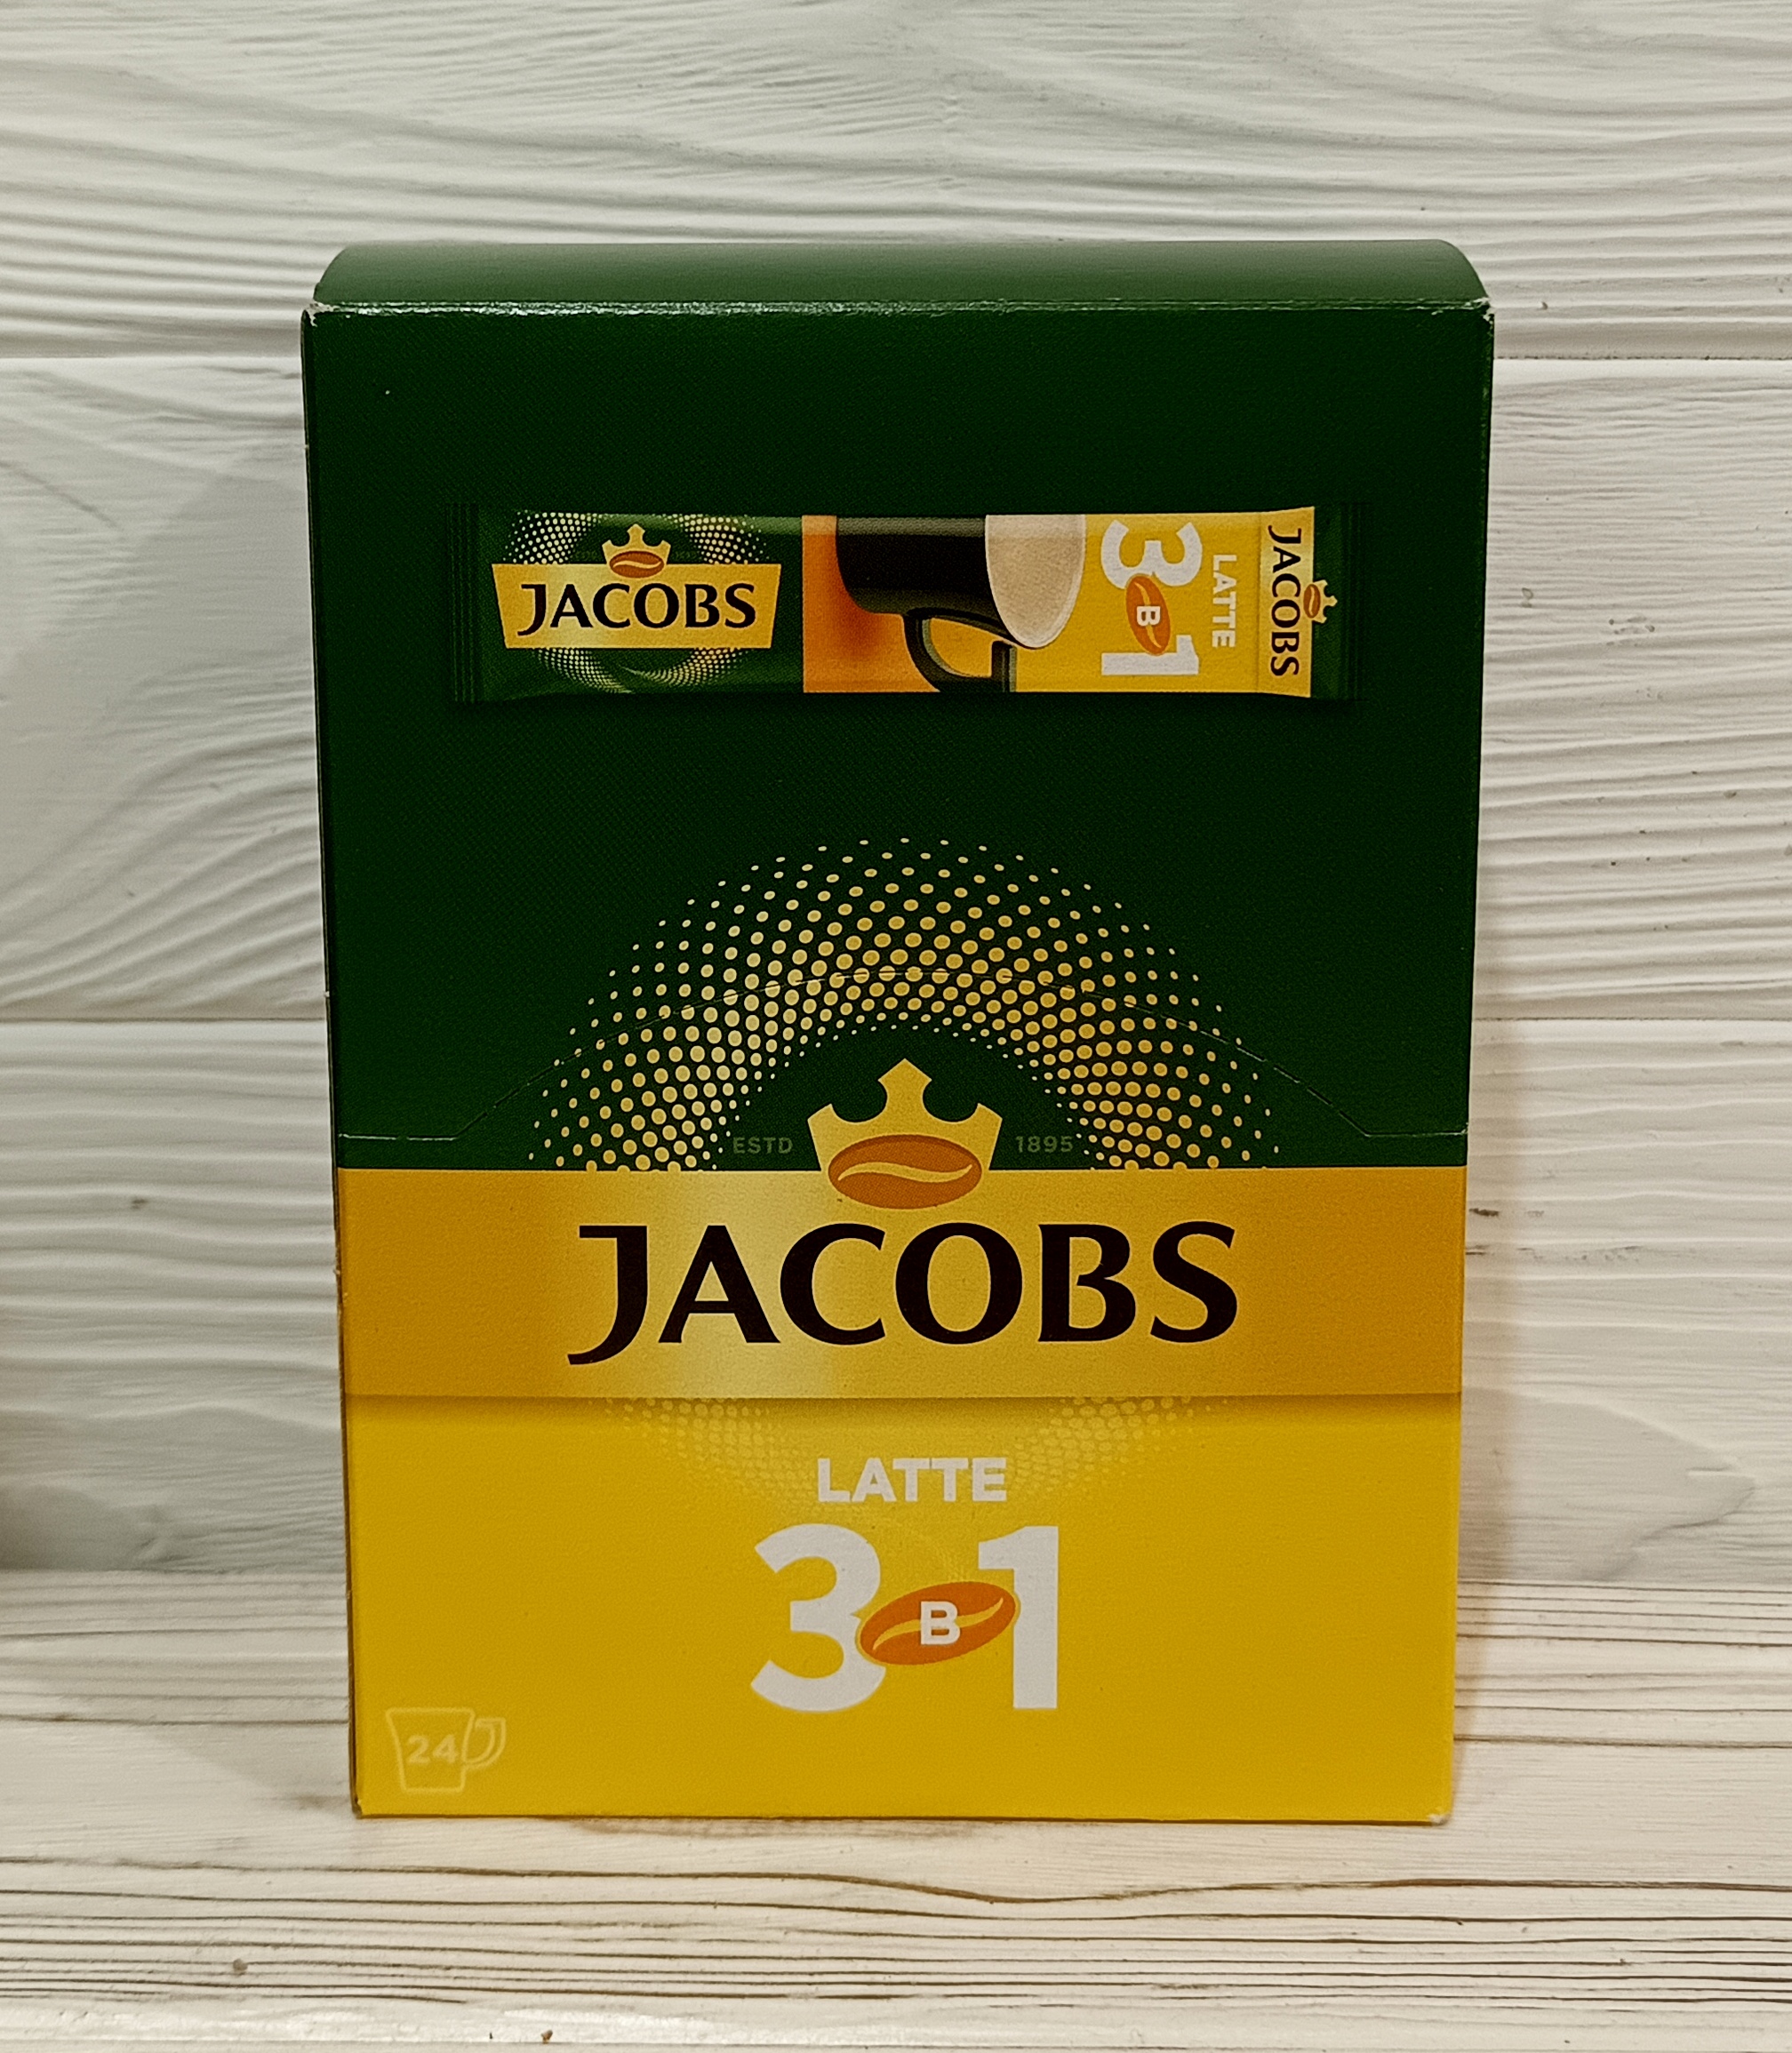 JACOBS
3 В 1
LATTE
JACOBS
ESTD 1895
JACOBS
LATTE
3 В 1
24